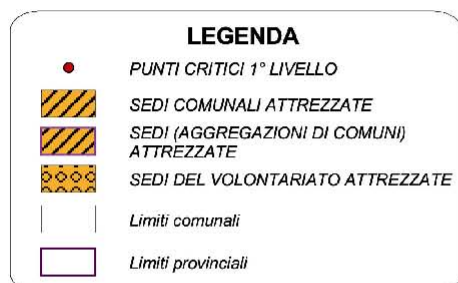 LEGENDA
PUNTI CRITICI 1° LIVELLO
SEDI COMUNALI ATTREZZATE
SEDI (AGGREGAZIONI DI COMUNI)
ATTREZZATE
SEDI DEL VOLONTARIATO ATTREZZATE
Limiti comunali
Limiti provinciali